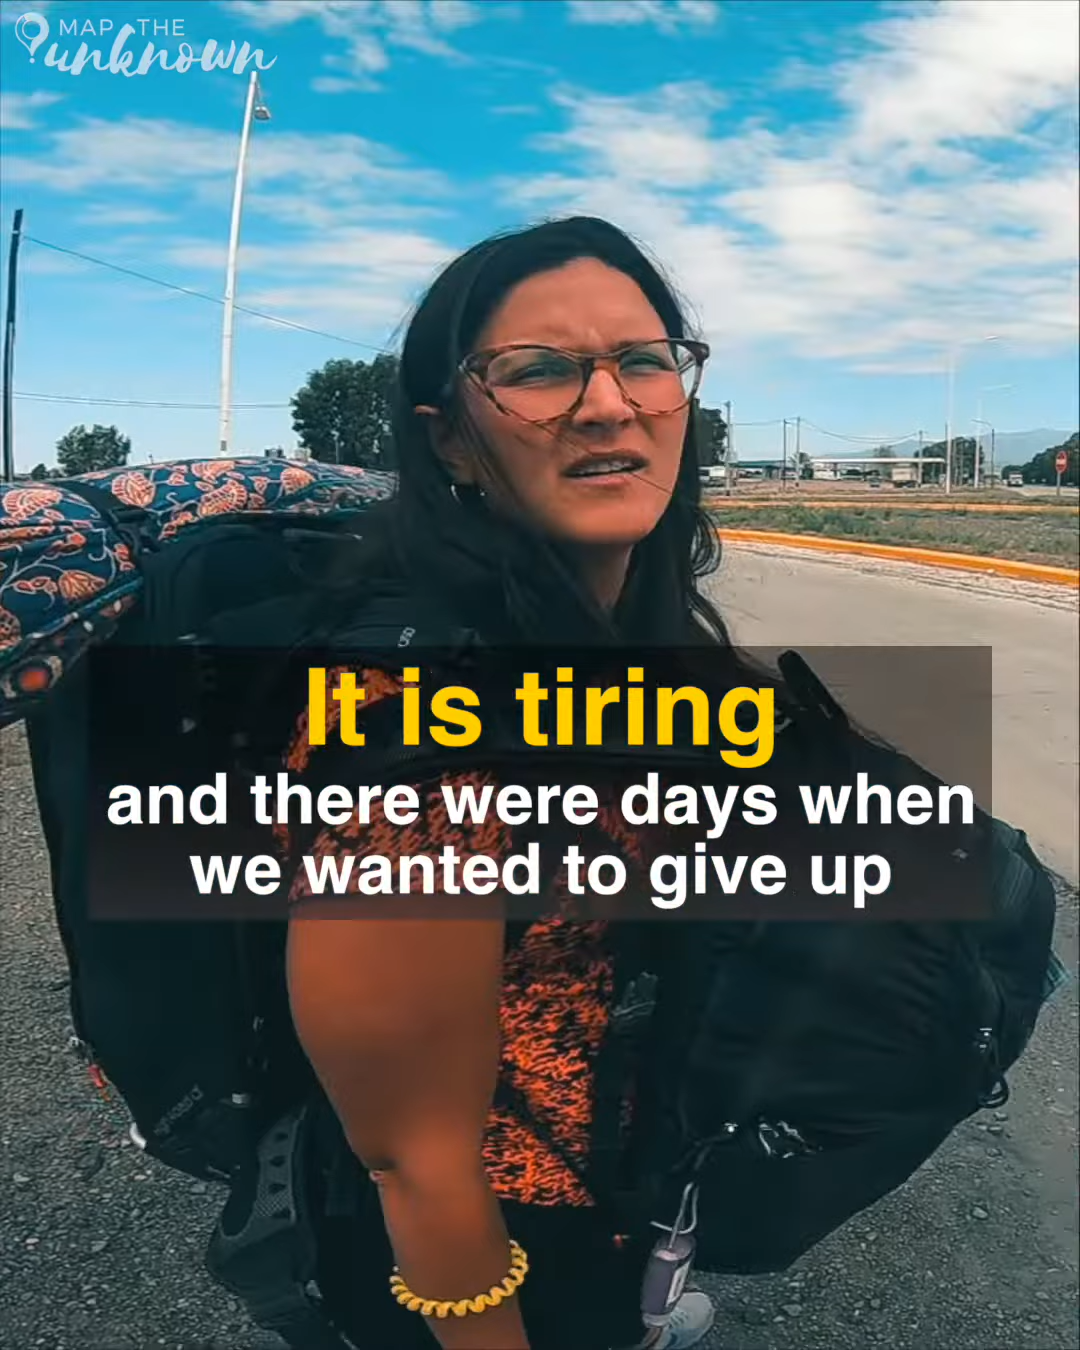 MAP THE
unknown
It is tiring
and there were days when
we wanted to give up